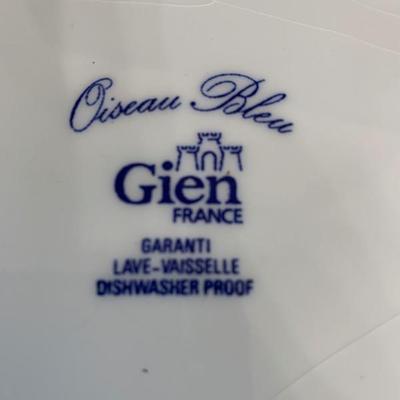 Oiseau Bleu
Gien
FRANCE
GARANTI
LAVE-VAISSELLE
DISHWASHER PROOF